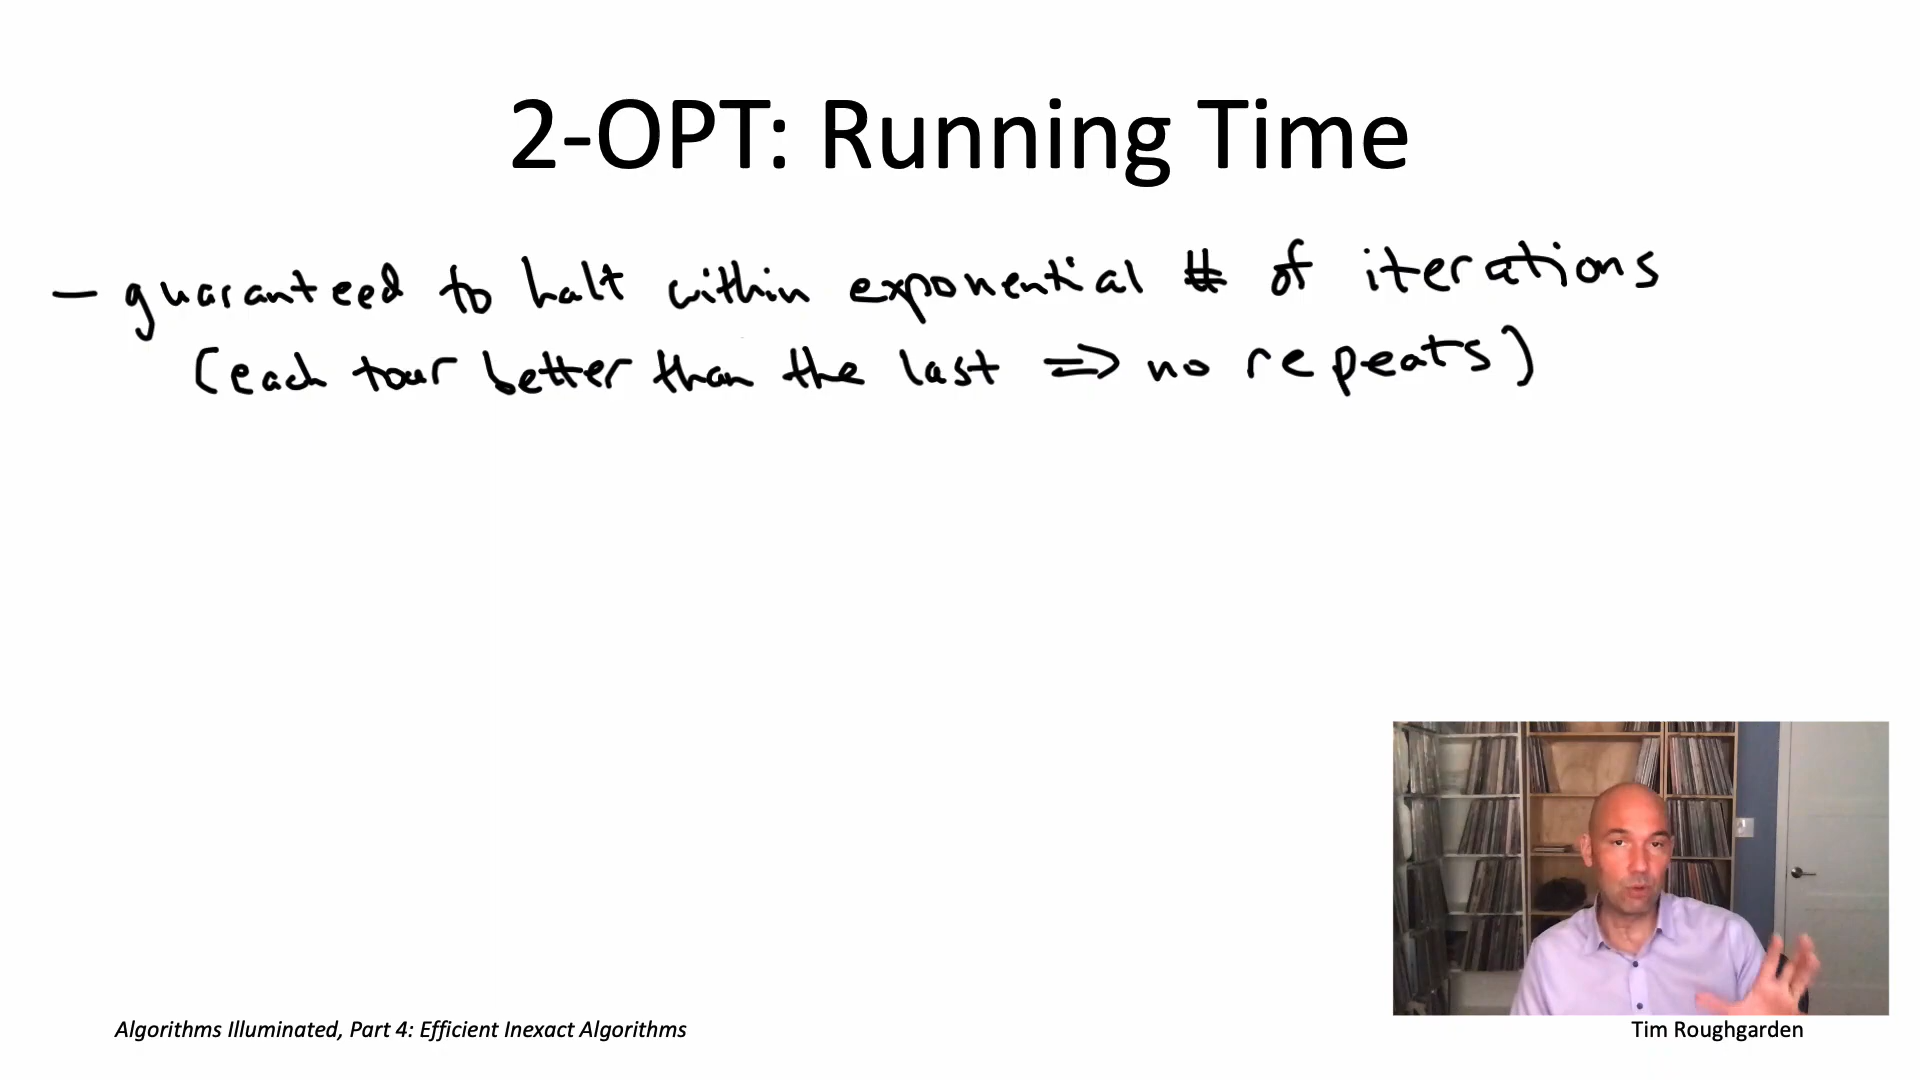 2-OPT: Running Time
– guaranteed to halt within exponential # of iterations
(each tour better than the last => no repeats)
Algorithms Illuminated, Part 4: Efficient Inexact Algorithms
Tim Roughgarden